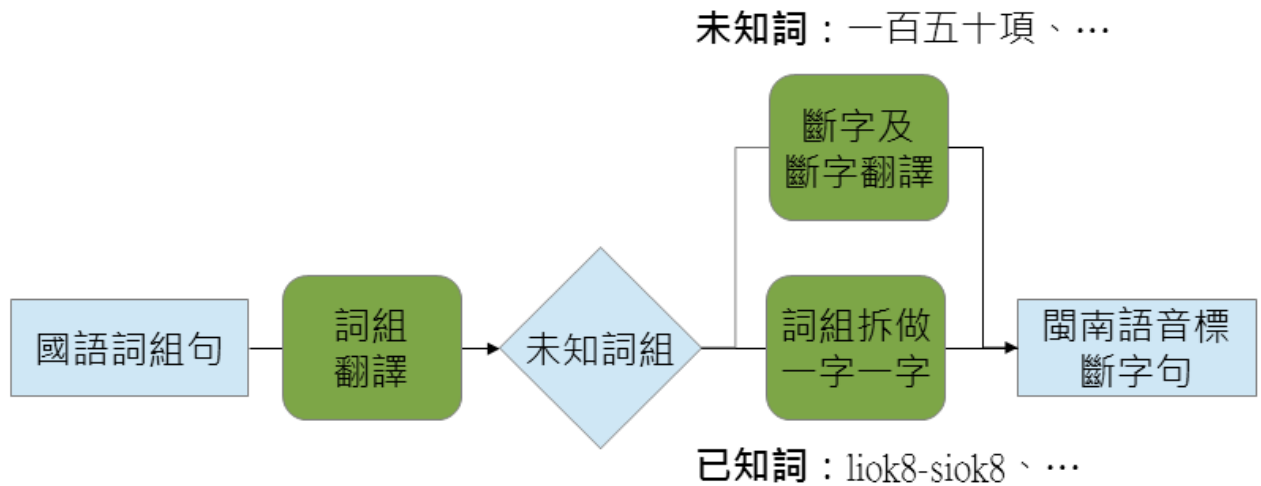 未知詞：一百五十項、…
斷字及
斷字翻譯
國語詞組句
詞組
翻譯
未知詞組
詞組拆做
一字一字
閩南語音標
斷字句
已知詞：liok8-siok8、…